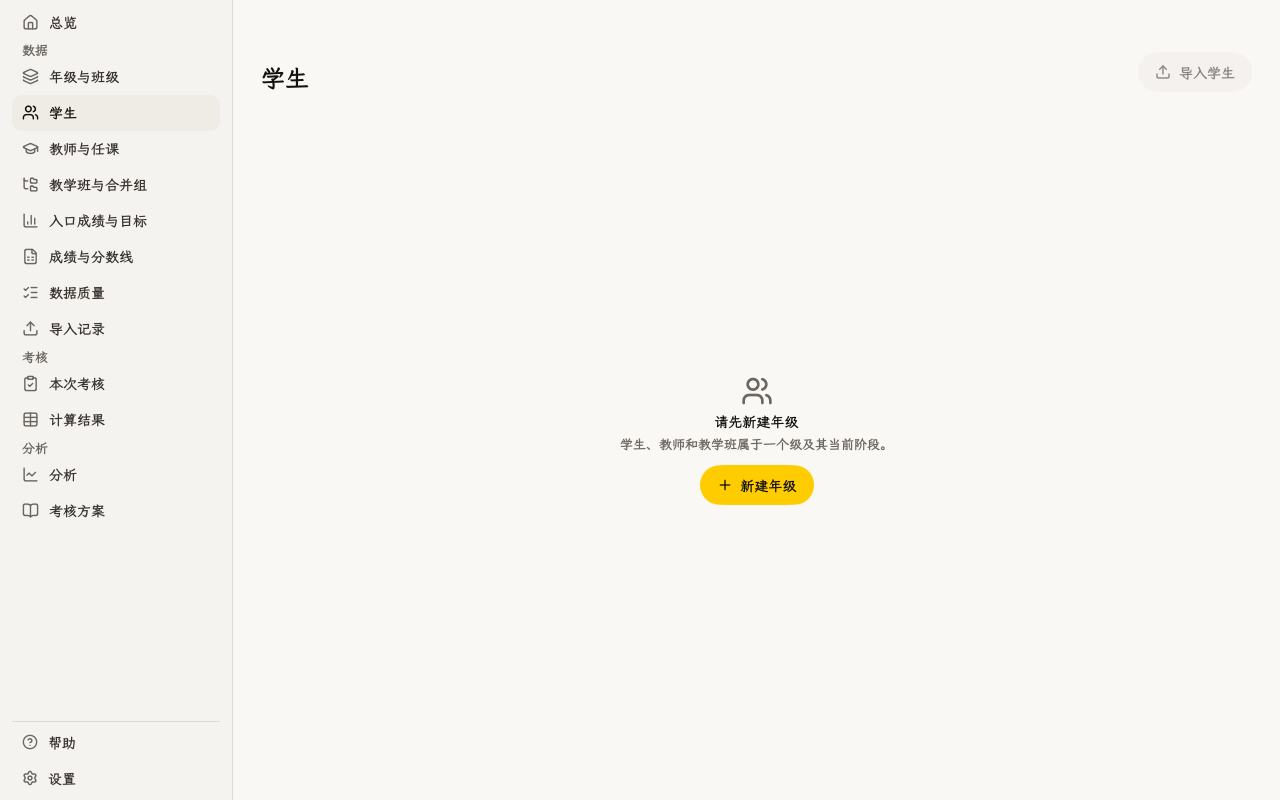 总览
数据
年级与班级
学生
教师与任课
教学班与合并组
入口成绩与目标
成绩与分数线
数据质量
导入记录
考核
本次考核
计算结果
分析
分析
考核方案
帮助
设置
学生
导入学生
请先新建年级
学生、教师和教学班属于一个级及其当前阶段。
新建年级